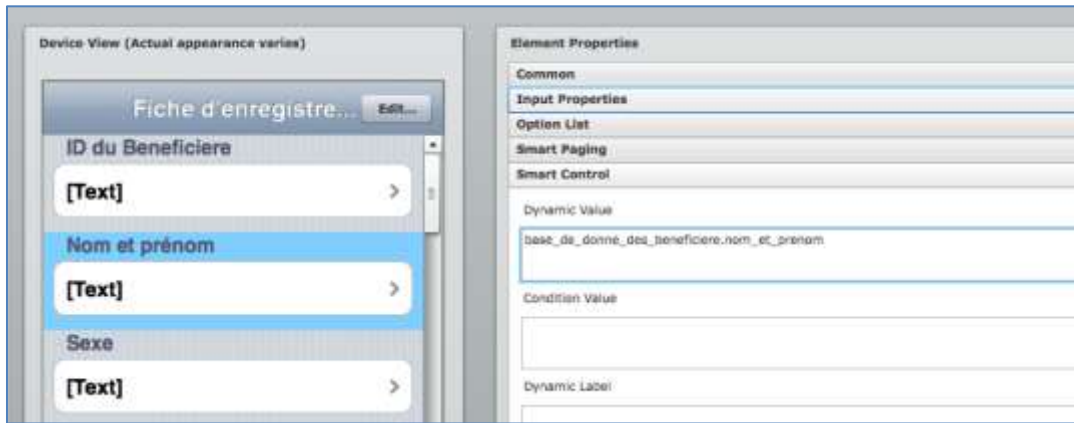 Device View (Actual appearance varies)
Fiche d'enregistre... Edit...
ID du Beneficiere
[Text]
Nom et prénom
[Text]
Sexe
[Text]
Element Properties
Common
Input Properties
Option List
Smart Paging
Smart Control
Dynamic Value
base_de_donne_des_beneficiere.nom_et_prenom
Condition Value
Dynamic Label